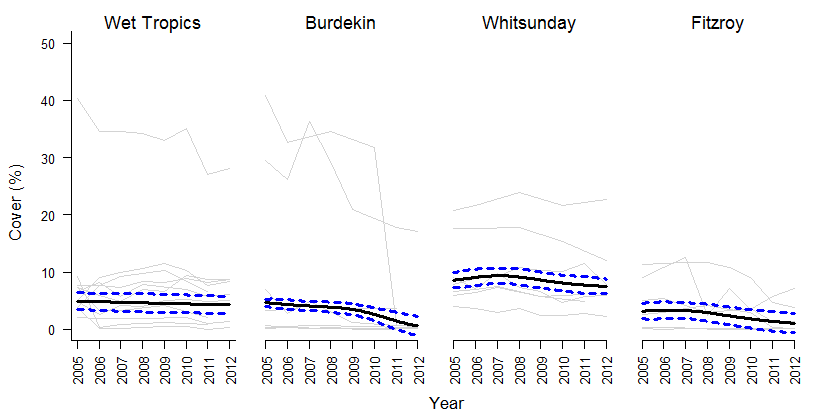 Wet Tropics Burdekin Whitsunday Fitzroy
50
40
30
20
10
0
Cover (%)
2005 2006 2007 2008 2009 2010 2011 2012 2005 2006 2007 2008 2009 2010 2011 2012 2005 2006 2007 2008 2009 2010 2011 2012 2005 2006 2007 2008 2009 2010 2011 2012
Year